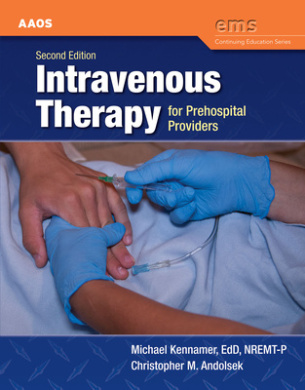 AAOS
ems
Continuing Education Series
Second Edition
Intravenous
Therapy
for Prehospital
Providers
Michael Kennamer, EdD, NREMT-P
Christopher M. Andolsek